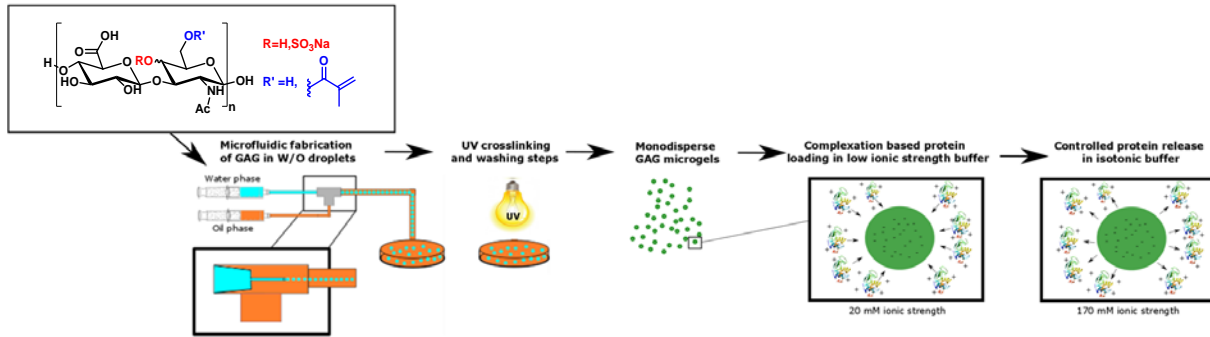 OH
O
OR'
R=H,SO₃Na
H
O
O
RO
O
HO
OH
O
O
OH
NH
Ac
n
R' =H,
O
Microfluidic fabrication
of GAG in W/O droplets
UV crosslinking
and washing steps
Monodisperse
GAG microgels
Complexation based protein
loading in low ionic strength buffer
Controlled protein release
in isotonic buffer
Water phase
Oil phase
UV
20 mM ionic strength
170 mM ionic strength